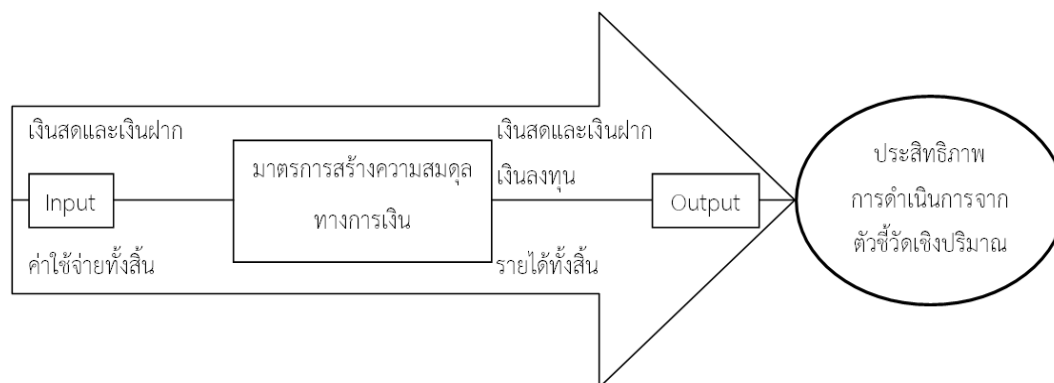 เงินสดและเงินฝาก
Input
ค่าใช้จ่ายทั้งสิ้น
มาตรการสร้างความสมดุล
ทางการเงิน
เงินสดและเงินฝาก
เงินลงทุน
รายได้ทั้งสิ้น
Output
ประสิทธิภาพ
การดำเนินการจาก
ตัวชี้วัดเชิงปริมาณ